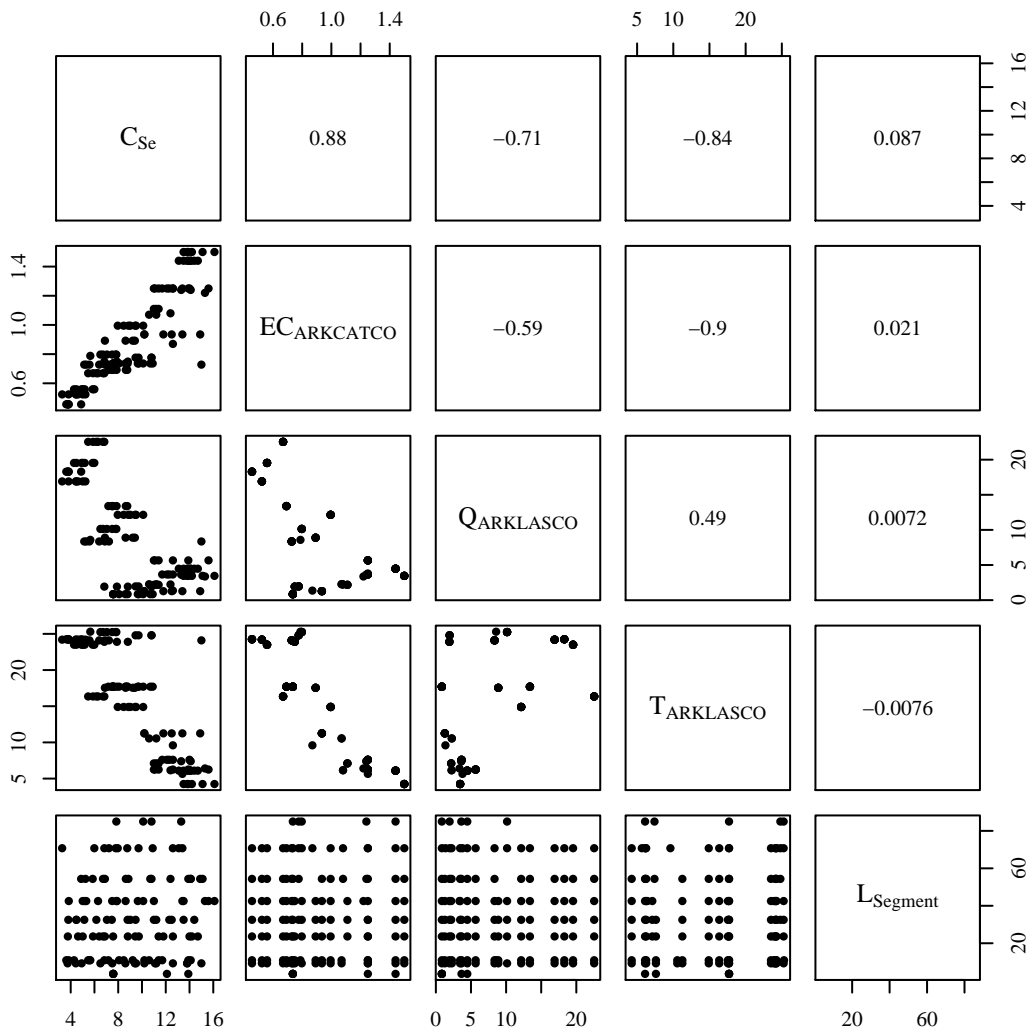 0.6 1.0 1.4 5 10 20
C_Se 0.88 −0.71 −0.84 0.087 4 8 12 16
0.6 1.0 1.4 EC_ARKCATCO −0.59 −0.9 0.021
Q_ARKLASCO 0.49 0.0072 0 5 10 20
5 10 20 T_ARKLASCO −0.0076
L_Segment 20 60
4 8 12 16 0 5 10 20 20 60